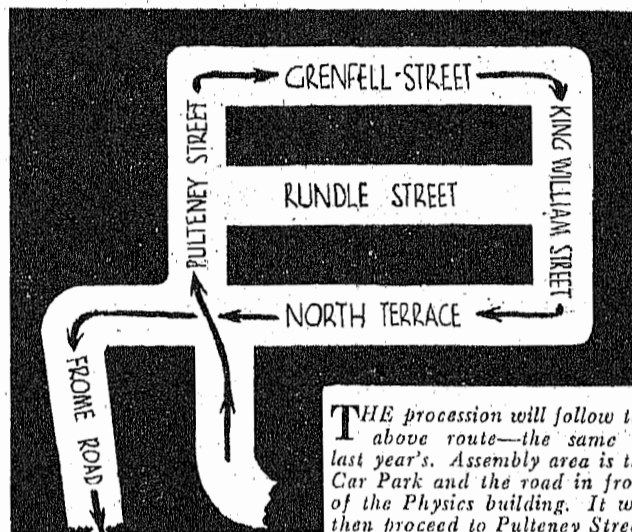 GRENFELL-STREET
PULTENEY STREET
KING WILLIAM STREET
RUNDLE STREET
NORTH TERRACE
FROME ROAD
THE procession will follow
above route—the same
last year's. Assembly area is
Car Park and the road in
of the Physics building. It
then proceed to Pulteney